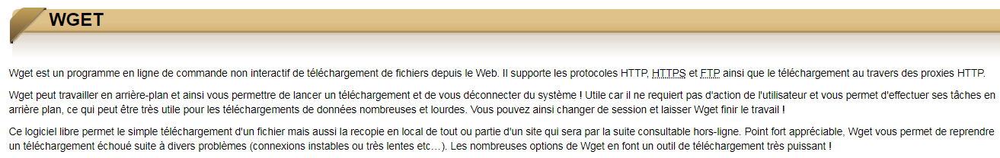 WGET
Wget est un programme en ligne de commande non interactif de téléchargement de fichiers depuis le Web. Il supporte les protocoles HTTP, HTTPS et FTP ainsi que le téléchargement au travers des proxies HTTP.
Wget peut travailler en arrière-plan et ainsi vous permettre de lancer un téléchargement et de vous déconnecter du système ! Utile car il ne requiert pas d'action de l'utilisateur et vous permet d'effectuer ses tâches en
arrière plan, ce qui peut être très utile pour les téléchargements de données nombreuses et lourdes. Vous pouvez ainsi changer de session et laisser Wget finir le travail !
Ce logiciel libre permet le simple téléchargement d'un fichier mais aussi la recopie en local de tout ou partie d'un site qui sera par la suite consultable hors-ligne. Point fort appréciable, Wget vous permet de reprendre
un téléchargement échoué suite à divers problèmes (connexions instables ou très lentes etc…). Les nombreuses options de Wget en font un outil de téléchargement très puissant !